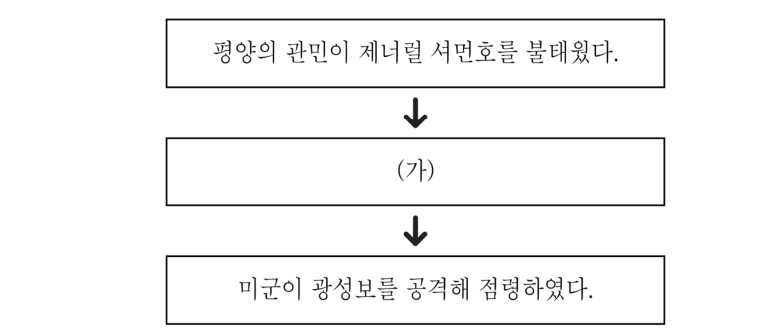 평양의 관민이 제너럴 셔먼호를 불태웠다.
(가)
미군이 광성보를 공격해 점령하였다.